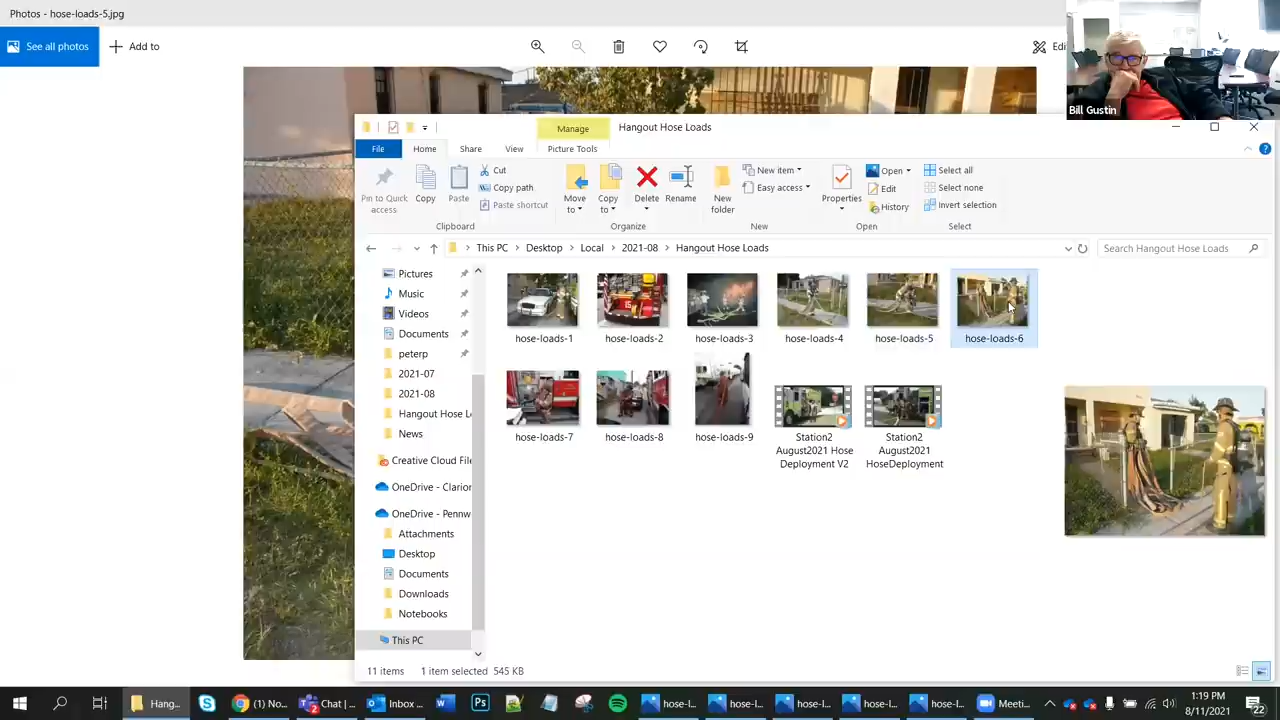 Photos - hose-loads-5.jpg
See all photos
Add to
Bill Gustin
Manage
Hangout Hose Loads
File
Home
Share
View
Picture Tools
Pin to Quick access
Copy
Paste
Cut
Copy path
Paste shortcut
Move to
Copy to
Delete
Rename
New folder
New item
Easy access
Properties
Open
Edit
History
Select all
Select none
Invert selection
Clipboard
Organize
New
Open
Select
This PC
Desktop
Local
2021-08
Hangout Hose Loads
Search Hangout Hose Loads
Pictures
Music
Videos
Documents
peterp
2021-07
2021-08
Hangout Hose L
News
Creative Cloud File
OneDrive - Clarion
OneDrive - Pennw
Attachments
Desktop
Documents
Downloads
Notebooks
This PC
hose-loads-1
hose-loads-2
hose-loads-3
hose-loads-4
hose-loads-5
hose-loads-6
hose-loads-7
hose-loads-8
hose-loads-9
Station2 August2021 Hose Deployment V2
Station2 August2021 HoseDeployment
11 items
1 item selected 545 KB
Hang...
(1) No...
Chat | ...
Inbox ...
hose-l...
hose-l...
hose-l...
hose-l...
hose-l...
Meeti...
1:19 PM
8/11/2021
22